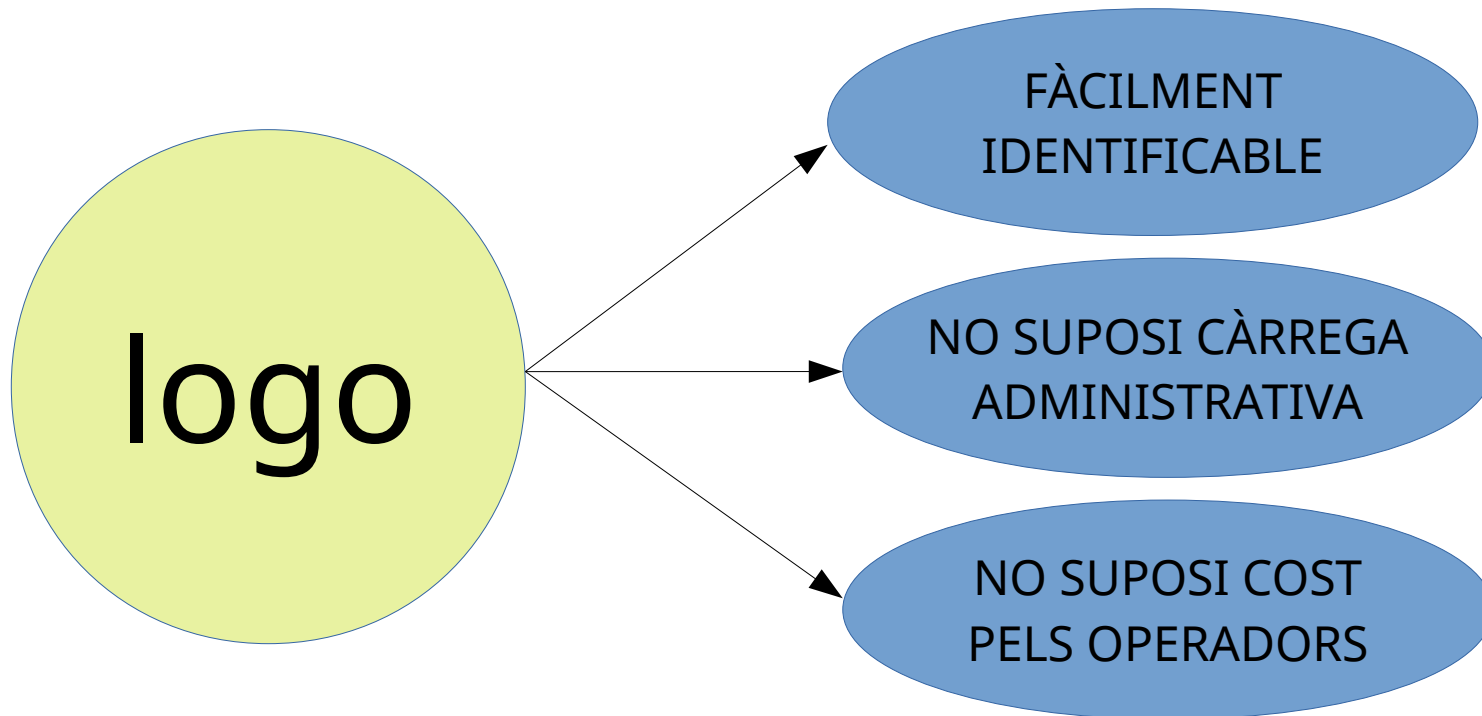 logo
FÀCILMENT
IDENTIFICABLE
NO SUPOSI CÀRREGA
ADMINISTRATIVA
NO SUPOSI COST
PELS OPERADORS